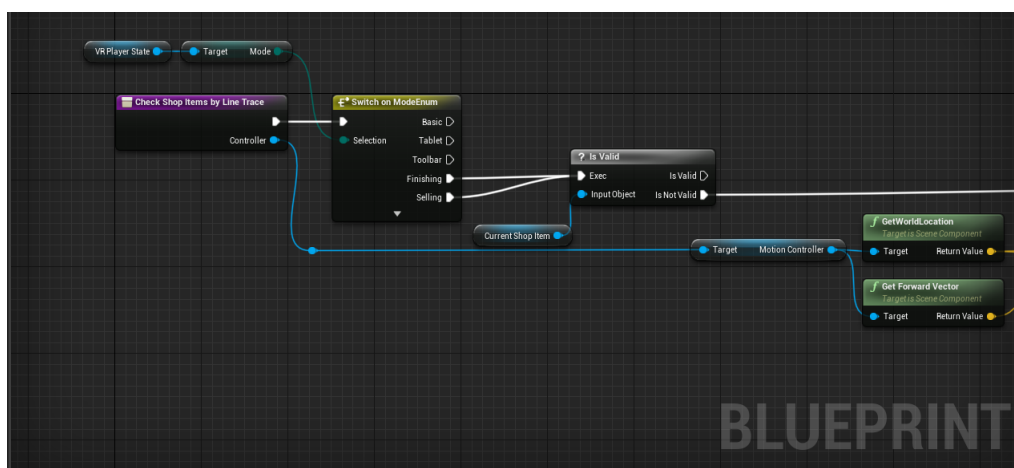 VR Player State
Target Mode
Check Shop Items by Line Trace
Controller
Switch on ModeEnum
Basic
Selection Tablet
Toolbar
Finishing
Selling
? Is Valid
Exec Is Valid
Input Object Is Not Valid
Current Shop Item
Target Motion Controller
f GetWorldLocation
Target is Scene Component
Target Return Value
f Get Forward Vector
Target is Scene Component
Target Return Value
BLUEPRINT